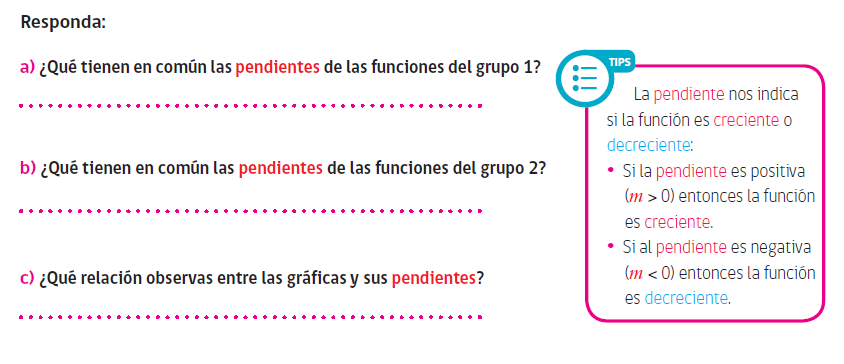 Responda:
a) ¿Qué tienen en común las pendientes de las funciones del grupo 1?
b) ¿Qué tienen en común las pendientes de las funciones del grupo 2?
c) ¿Qué relación observas entre las gráficas y sus pendientes?
TIPS
La pendiente nos indica
si la función es creciente o
decreciente:
• Si la pendiente es positiva
(m > 0) entonces la función
es creciente.
• Si al pendiente es negativa
(m < 0) entonces la función
es decreciente.